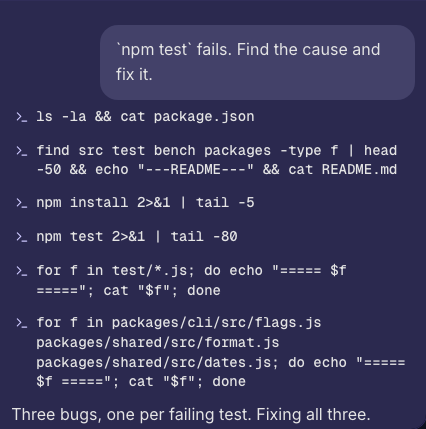 `npm test` fails. Find the cause and
fix it.
>_ ls -la && cat package.json
>_ find src test bench packages -type f | head
-50 && echo "---README---" && cat README.md
>_ npm install 2>&1 | tail -5
>_ npm test 2>&1 | tail -80
>_ for f in test/*.js; do echo "===== $f
====="; cat "$f"; done
>_ for f in packages/cli/src/flags.js
packages/shared/src/format.js
packages/shared/src/dates.js; do echo "=====
$f ====="; cat "$f"; done
Three bugs, one per failing test. Fixing all three.